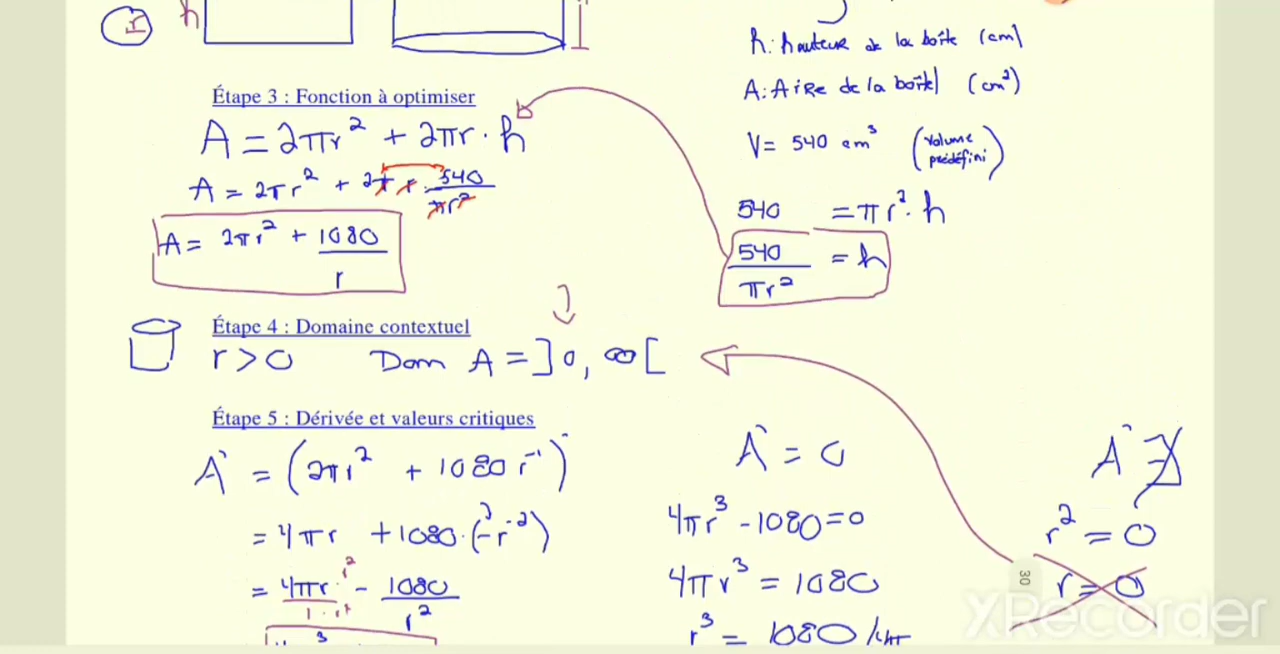 r
h
h : hauteur de la boîte (cm)
A : Aire de la boîte (cm²)
V = 540 cm³ (Volume prédéfini)
540 = πr²·h
540/πr² = h
Étape 3 : Fonction à optimiser
A = 2πr² + 2πr·h
A = 2πr² + 2πr·540/πr²
A = 2πr² + 1080/r
Étape 4 : Domaine contextuel
r > 0 Dom A = ]0, ∞[
Étape 5 : Dérivée et valeurs critiques
A' = (2πr² + 1080 r⁻¹)'
= 4πr + 1080·(-r⁻²)
= 4πr·r²/1·r² - 1080/r²
A' = 0
4πr³ - 1080 = 0
4πr³ = 1080
r³ = 1080/4π
A' ∄
r² = 0
r = 0
30
XRecorder